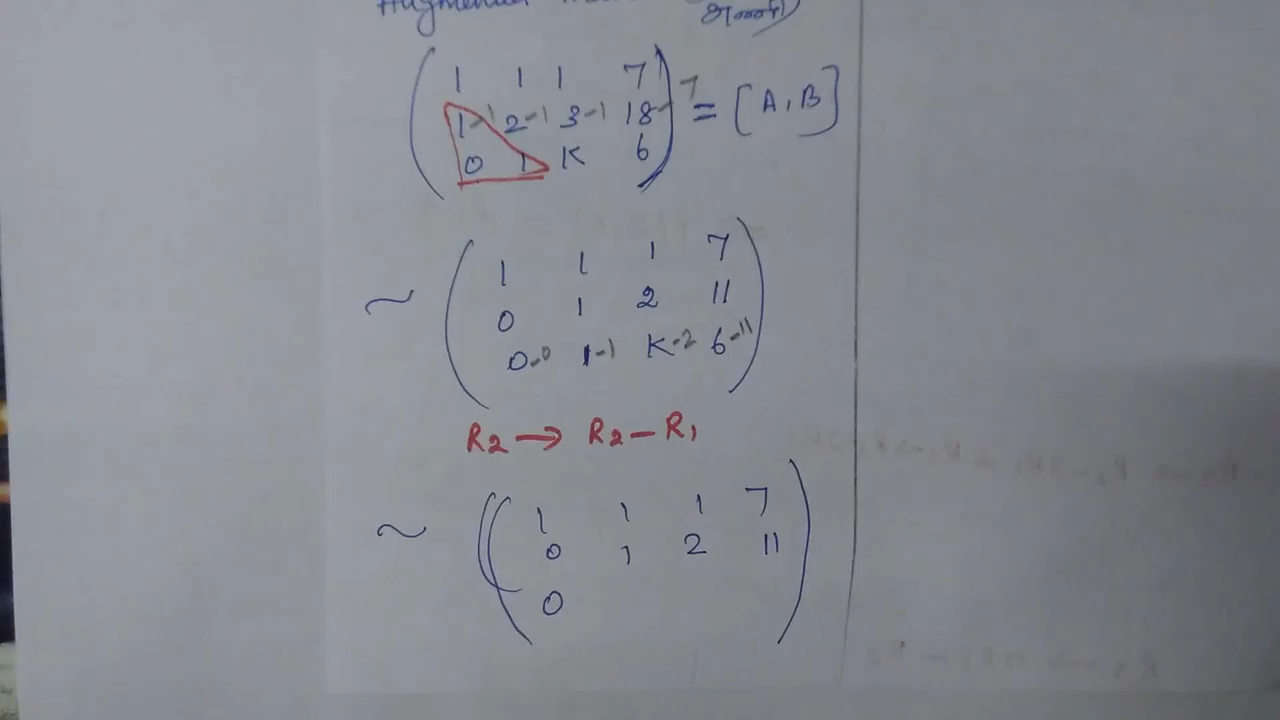 Augmented
1 1 1 7
1-1 2-1 3-1 18-7 = [A, B]
0 1 K 6
~ 1 1 1 7
0 1 2 11
0-0 1-1 K-2 6-11
R2 → R2 - R1
~ 1 1 1 7
0 1 2 11
0